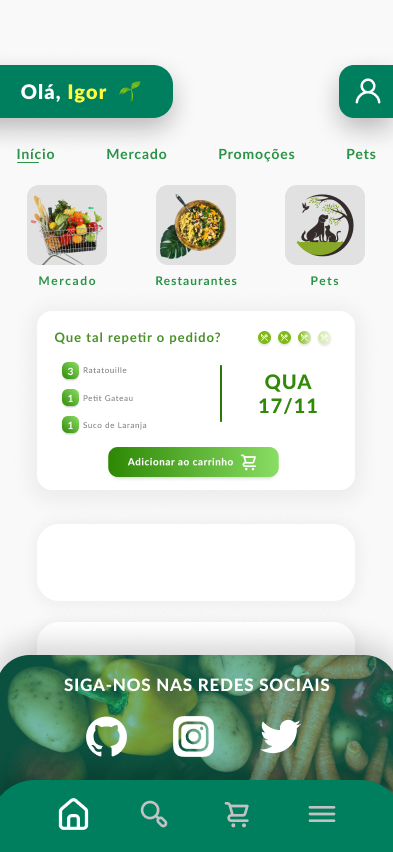 Olá, Igor
Início Mercado Promoções Pets
Mercado Restaurantes Pets
Que tal repetir o pedido?
3 Ratatouille
1 Petit Gateau
1 Suco de Laranja
QUA
17/11
Adicionar ao carrinho
SIGA-NOS NAS REDES SOCIAIS